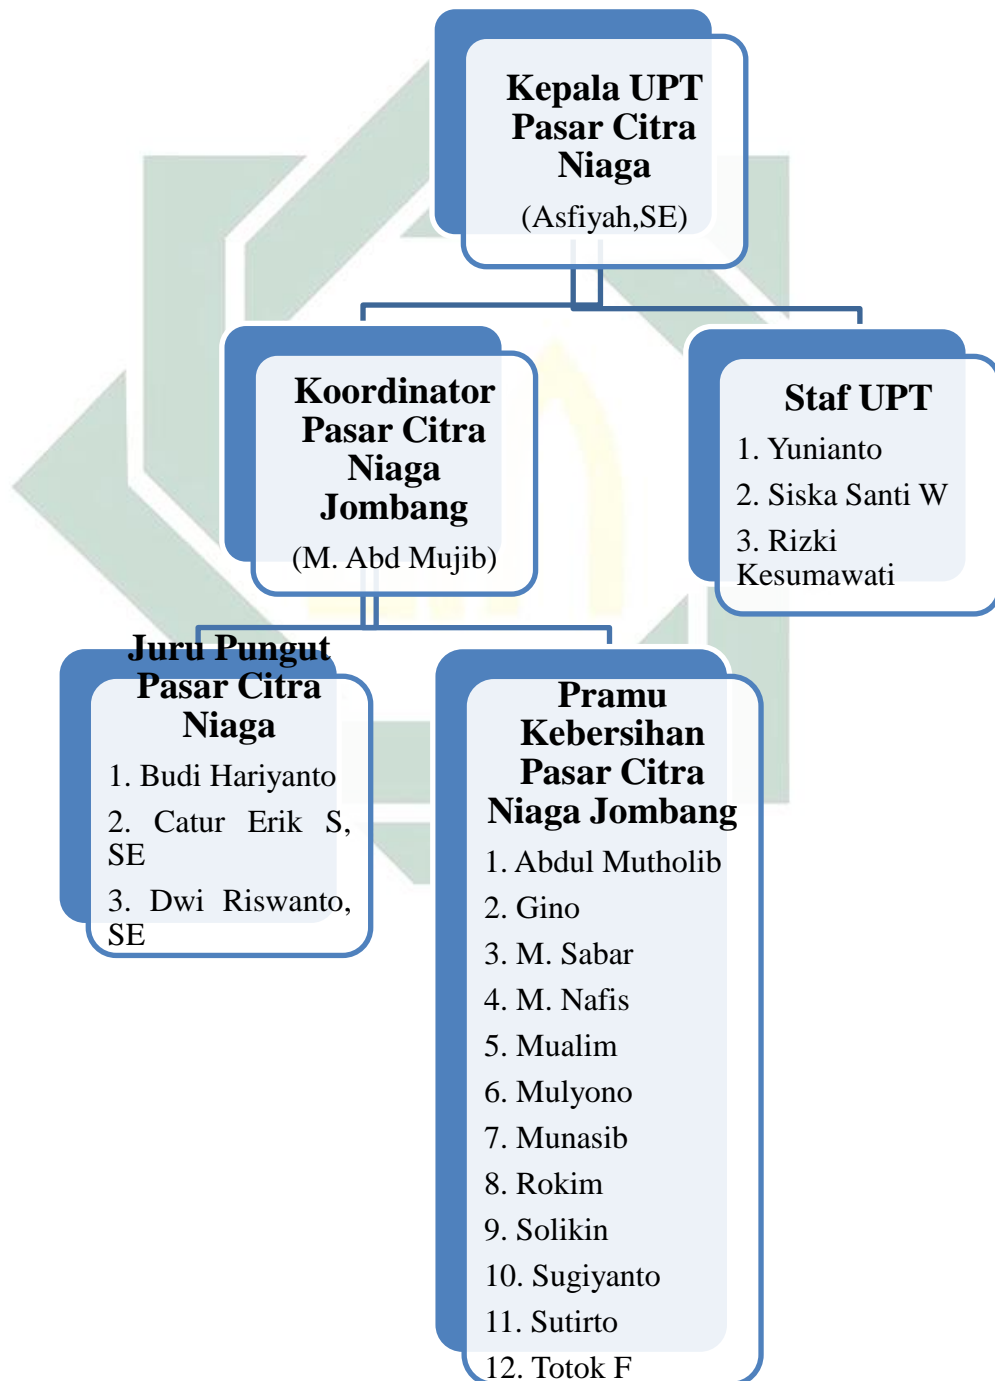 Kepala UPT
Pasar Citra
Niaga
(Asfiyah,SE)
Koordinator
Pasar Citra
Niaga
Jombang
(M. Abd Mujib)
Staf UPT
1. Yunianto
2. Siska Santi W
3. Rizki
Kesumawati
Juru Pungut
Pasar Citra
Niaga
1. Budi Hariyanto
2. Catur Erik S,
SE
3. Dwi Riswanto,
SE
Pramu
Kebersihan
Pasar Citra
Niaga Jombang
1. Abdul Mutholib
2. Gino
3. M. Sabar
4. M. Nafis
5. Mualim
6. Mulyono
7. Munasib
8. Rokim
9. Solikin
10. Sugiyanto
11. Sutirto
12. Totok F